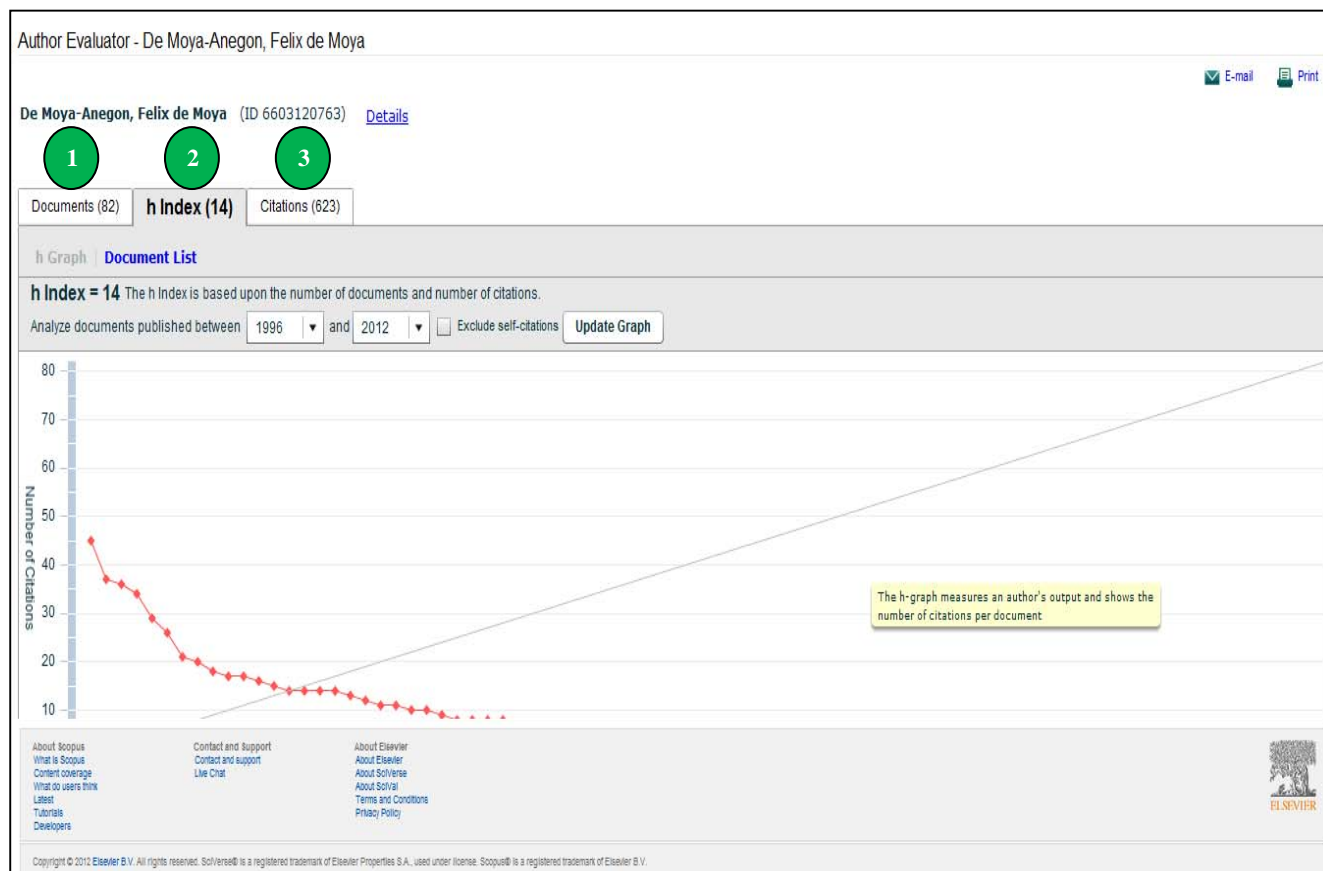 Author Evaluator - De Moya-Anegon, Felix de Moya
E-mail Print
De Moya-Anegon, Felix de Moya (ID 6603120763) Details
1 2 3
Documents (82) h Index (14) Citations (623)
h Graph | Document List
h Index = 14 The h Index is based upon the number of documents and number of citations.
Analyze documents published between 1996 and 2012 Exclude self-citations Update Graph
80
70
60
50
40
30
20
10
Number of Citations
The h-graph measures an author's output and shows the
number of citations per document
About Scopus
What is Scopus
Content coverage
What do users think
Latest
Tutorials
Developers
Contact and Support
Contact and support
Live Chat
About Elsevier
About Elsevier
About SciVerse
About SciVal
Terms and Conditions
Privacy Policy
ELSEVIER
Copyright © 2012 Elsevier B.V. All rights reserved. SciVerse® is a registered trademark of Elsevier Properties S.A., used under license. Scopus® is a registered trademark of Elsevier B.V.